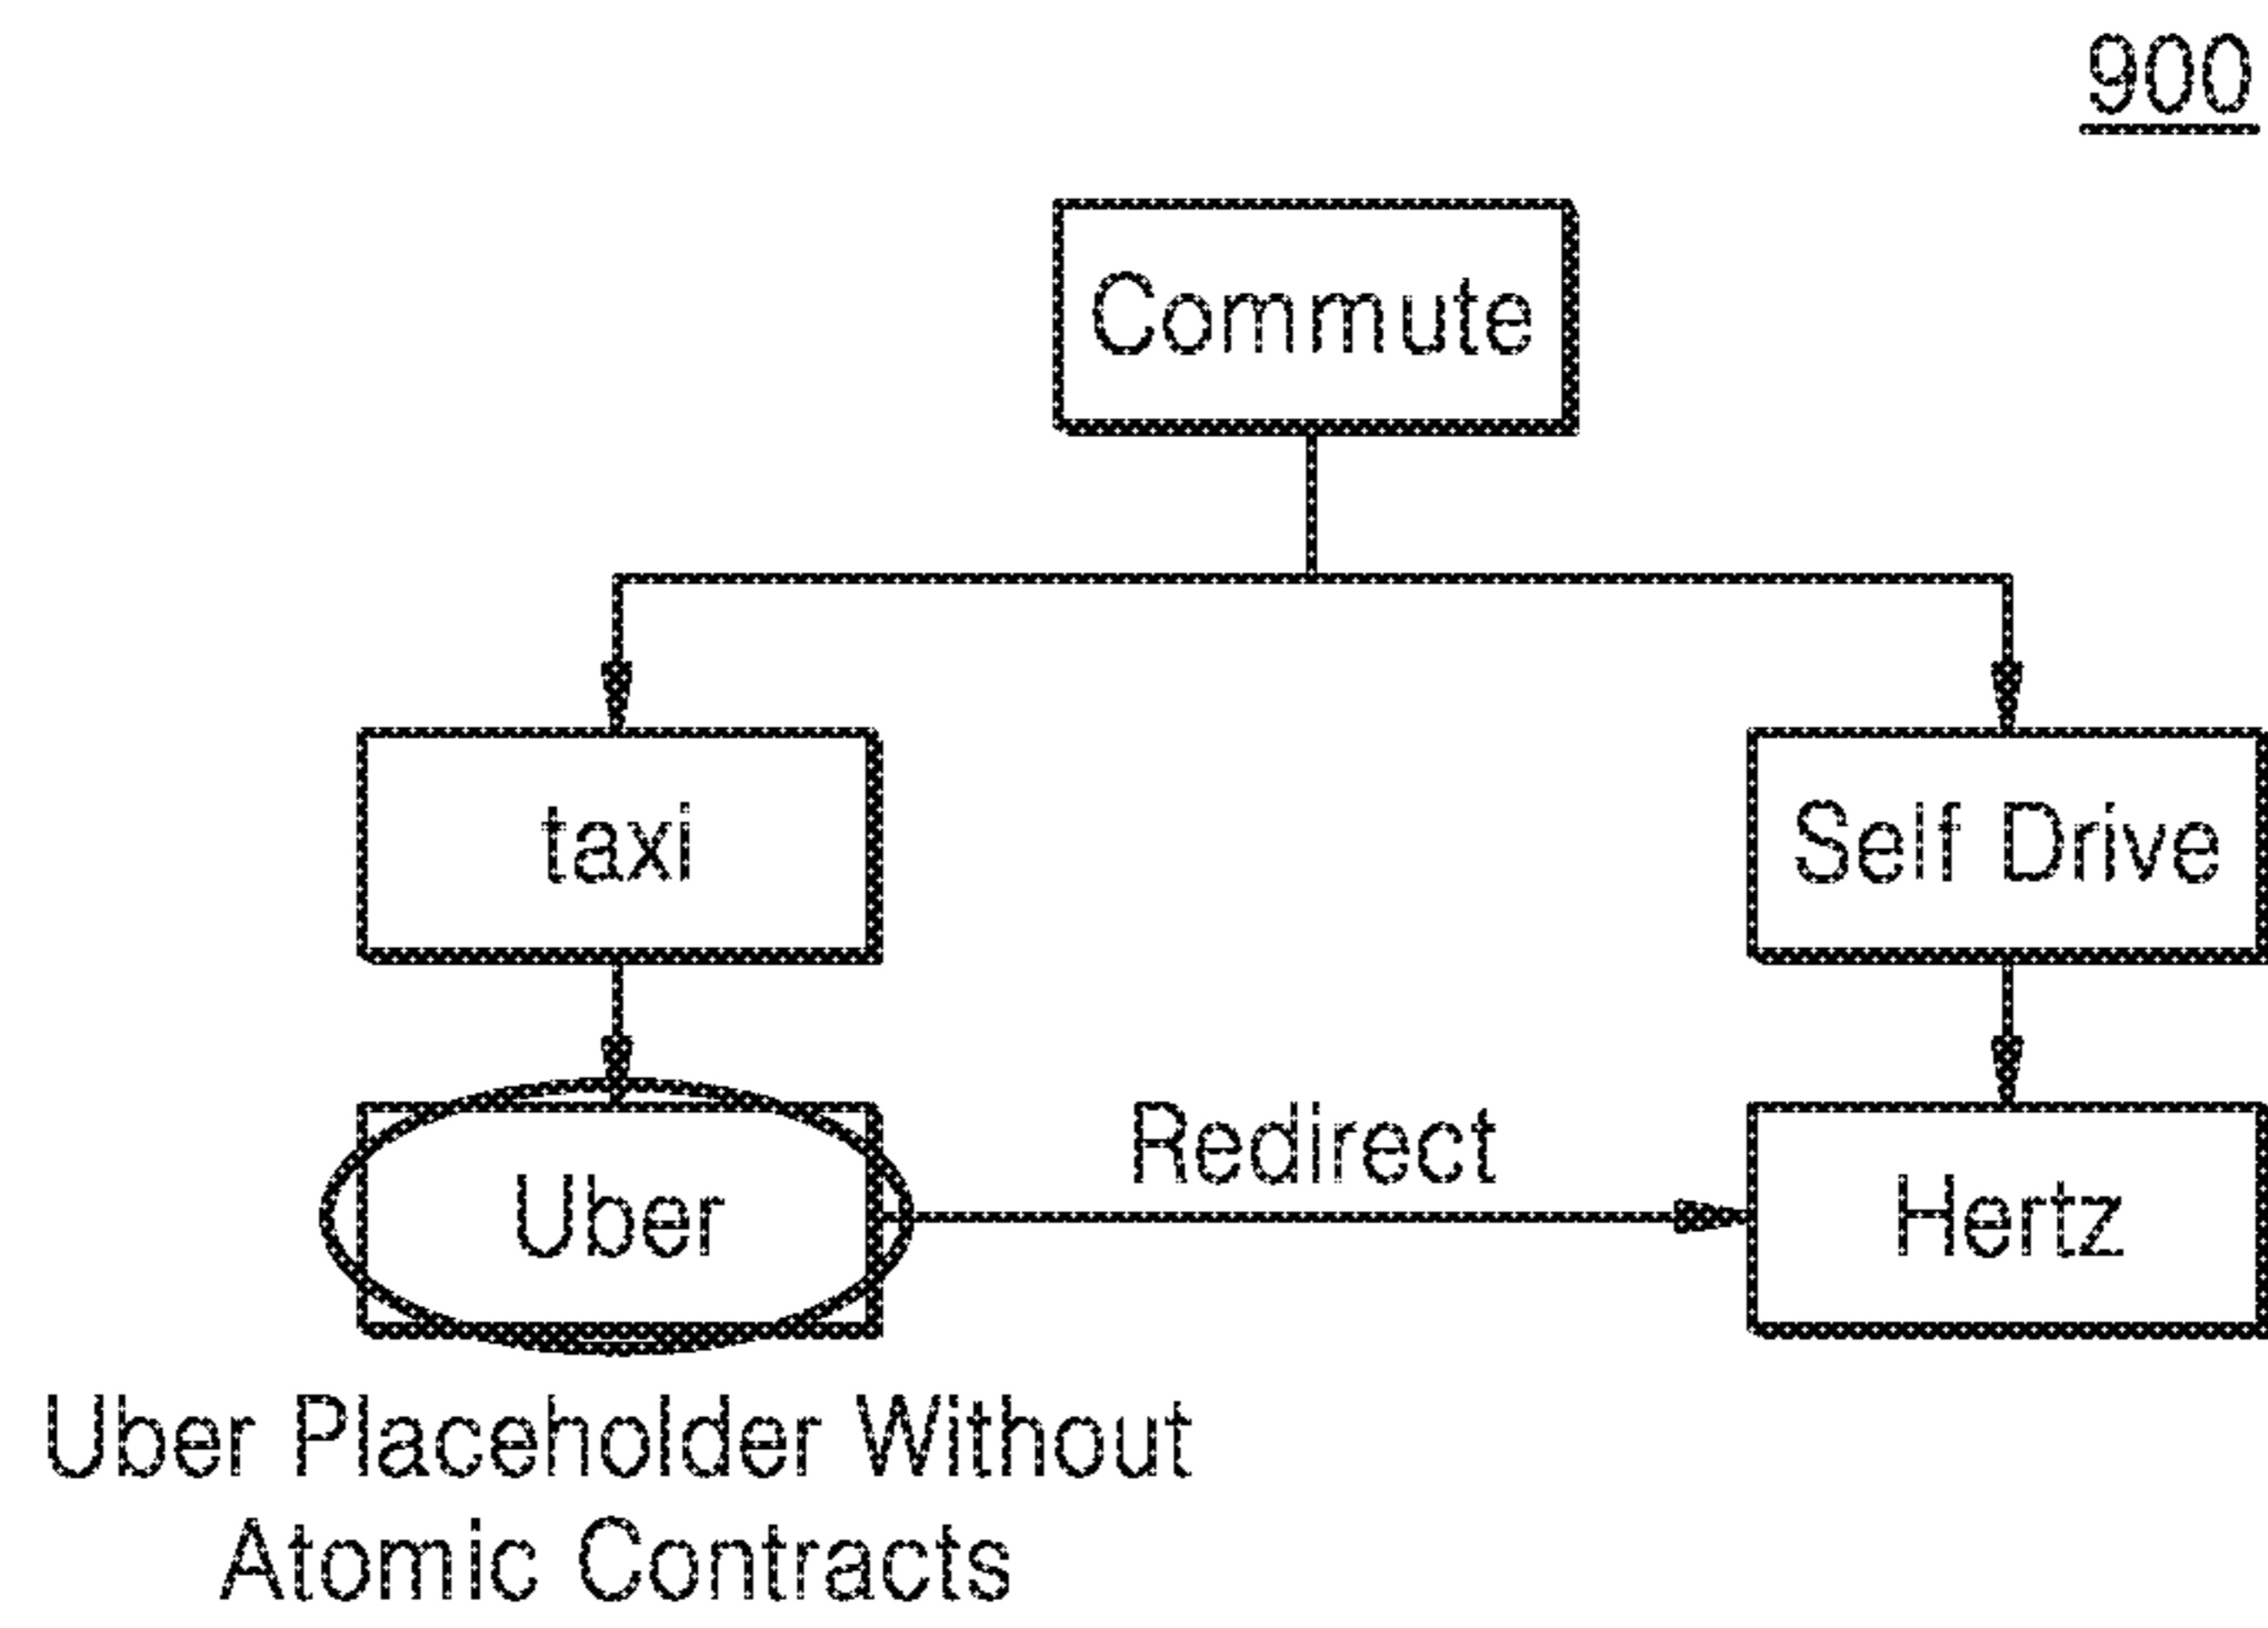 900
Commute
taxi
Self Drive
Uber
Redirect
Hertz
Uber Placeholder Without
Atomic Contracts